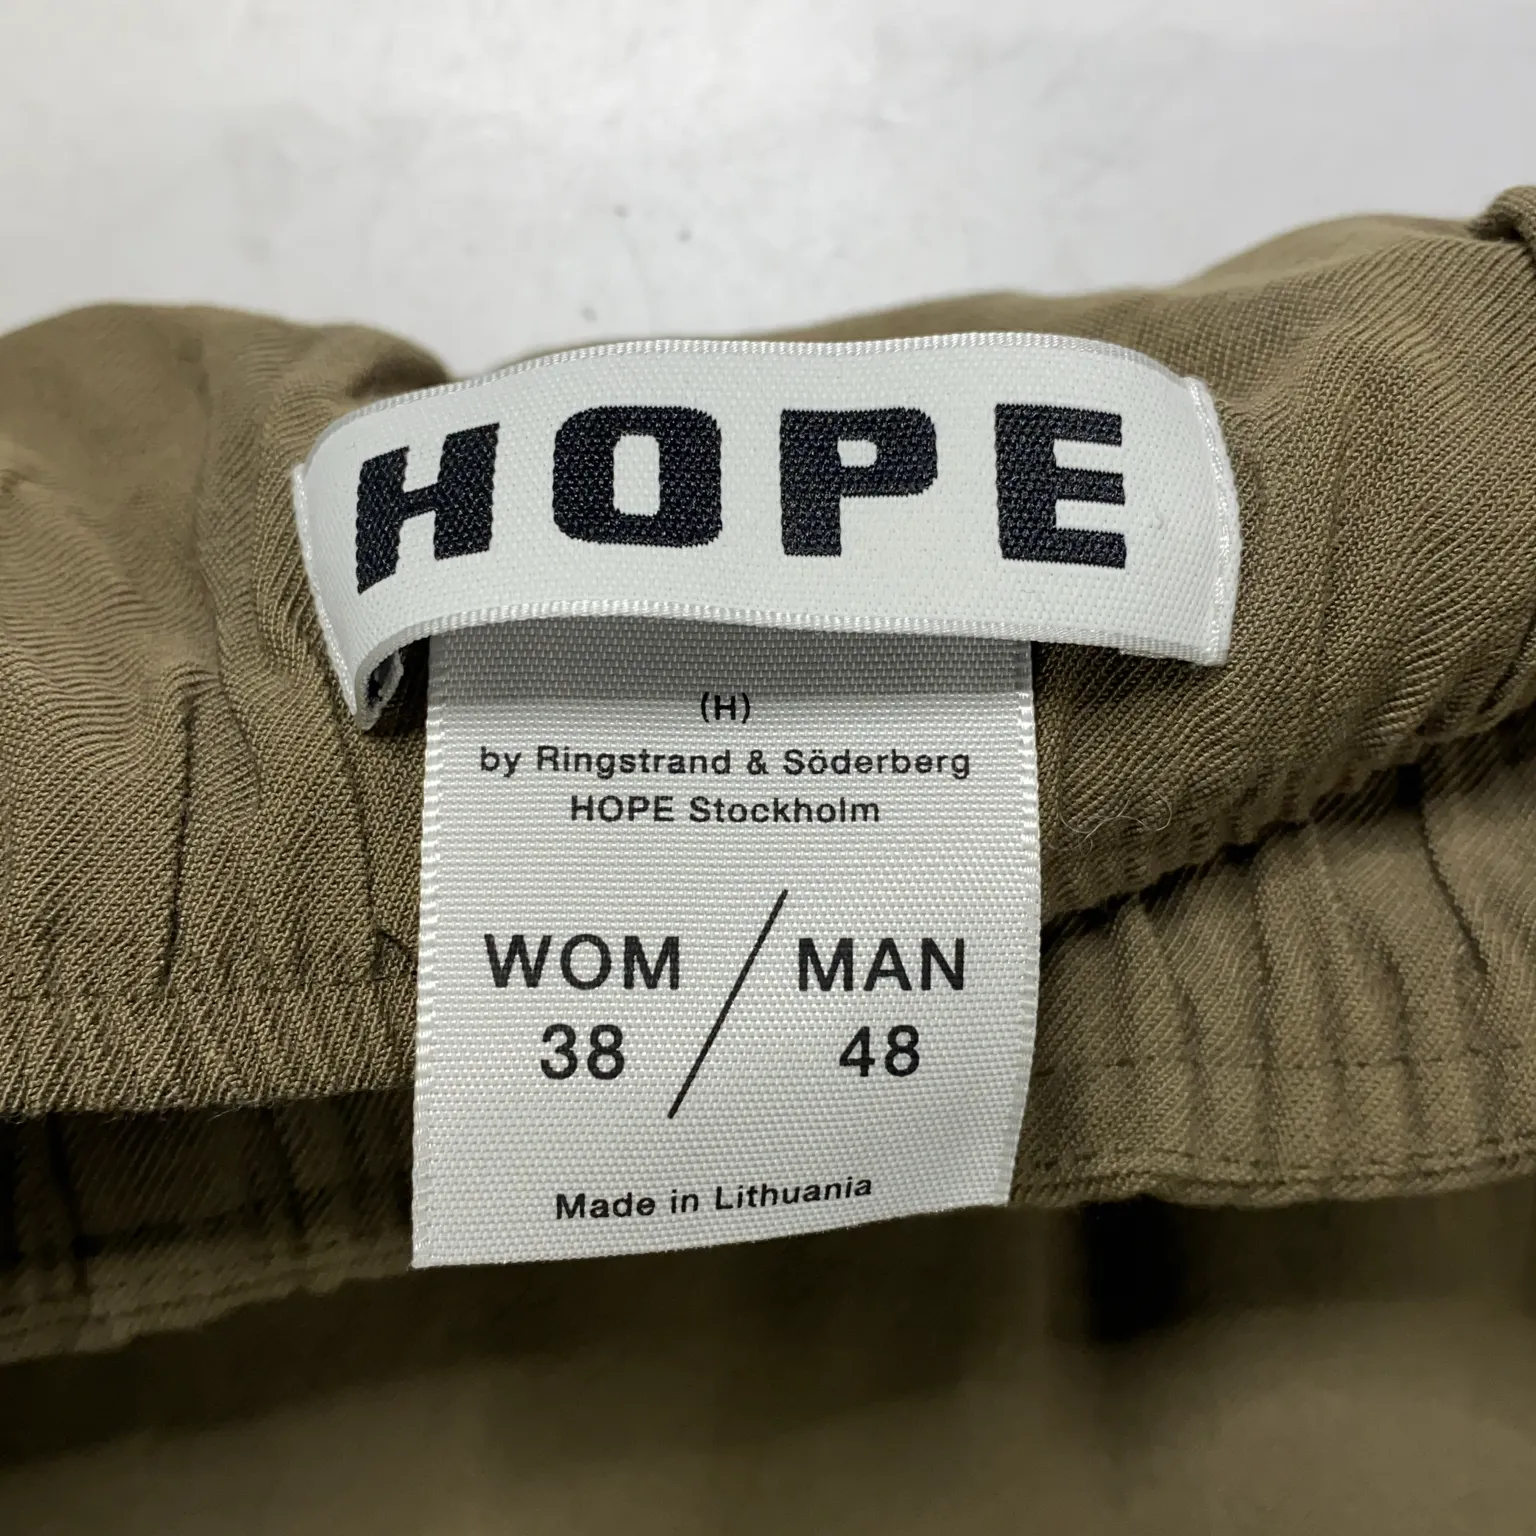 HOPE
(H)
by Ringstrand & Söderberg
HOPE Stockholm
WOM / MAN
38 48
Made in Lithuania